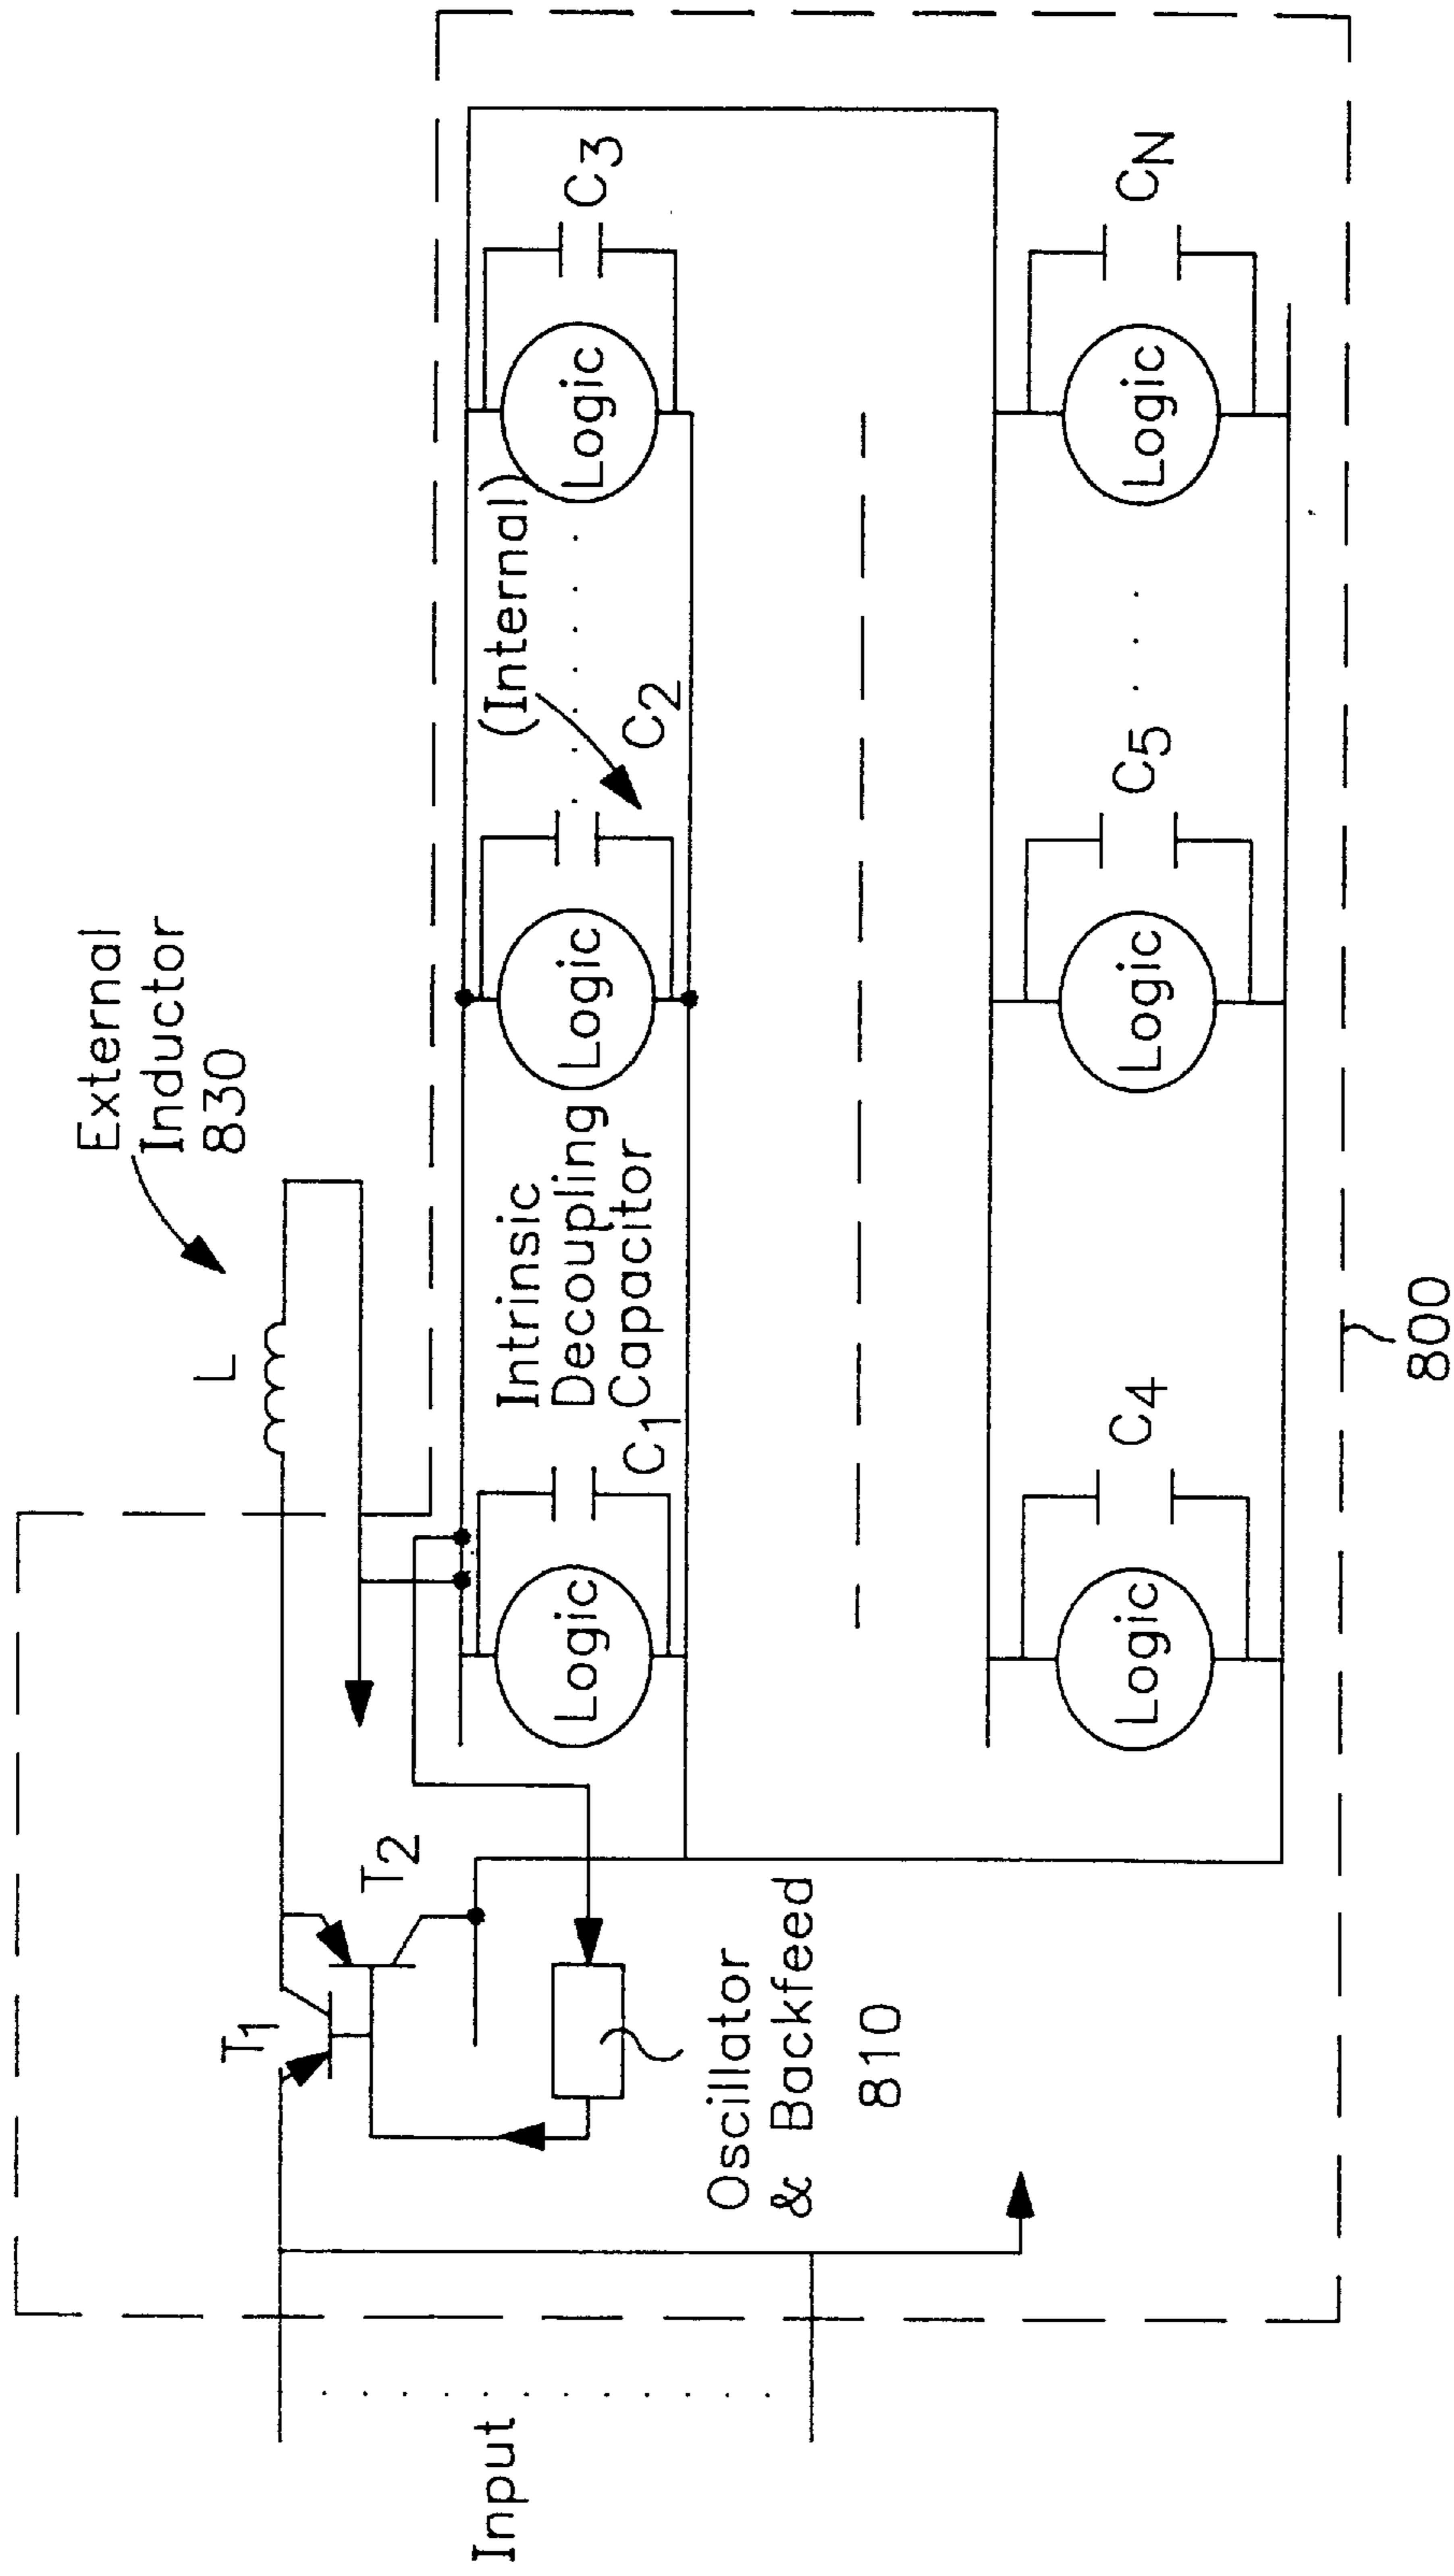 External
Inductor
830
L
T1
T2
Input
Oscillator
& Backfeed
810
Intrinsic
Decoupling
Capacitor
(Internal)
Logic
C1
Logic
C2
Logic
C3
Logic
C4
Logic
C5
Logic
CN
800